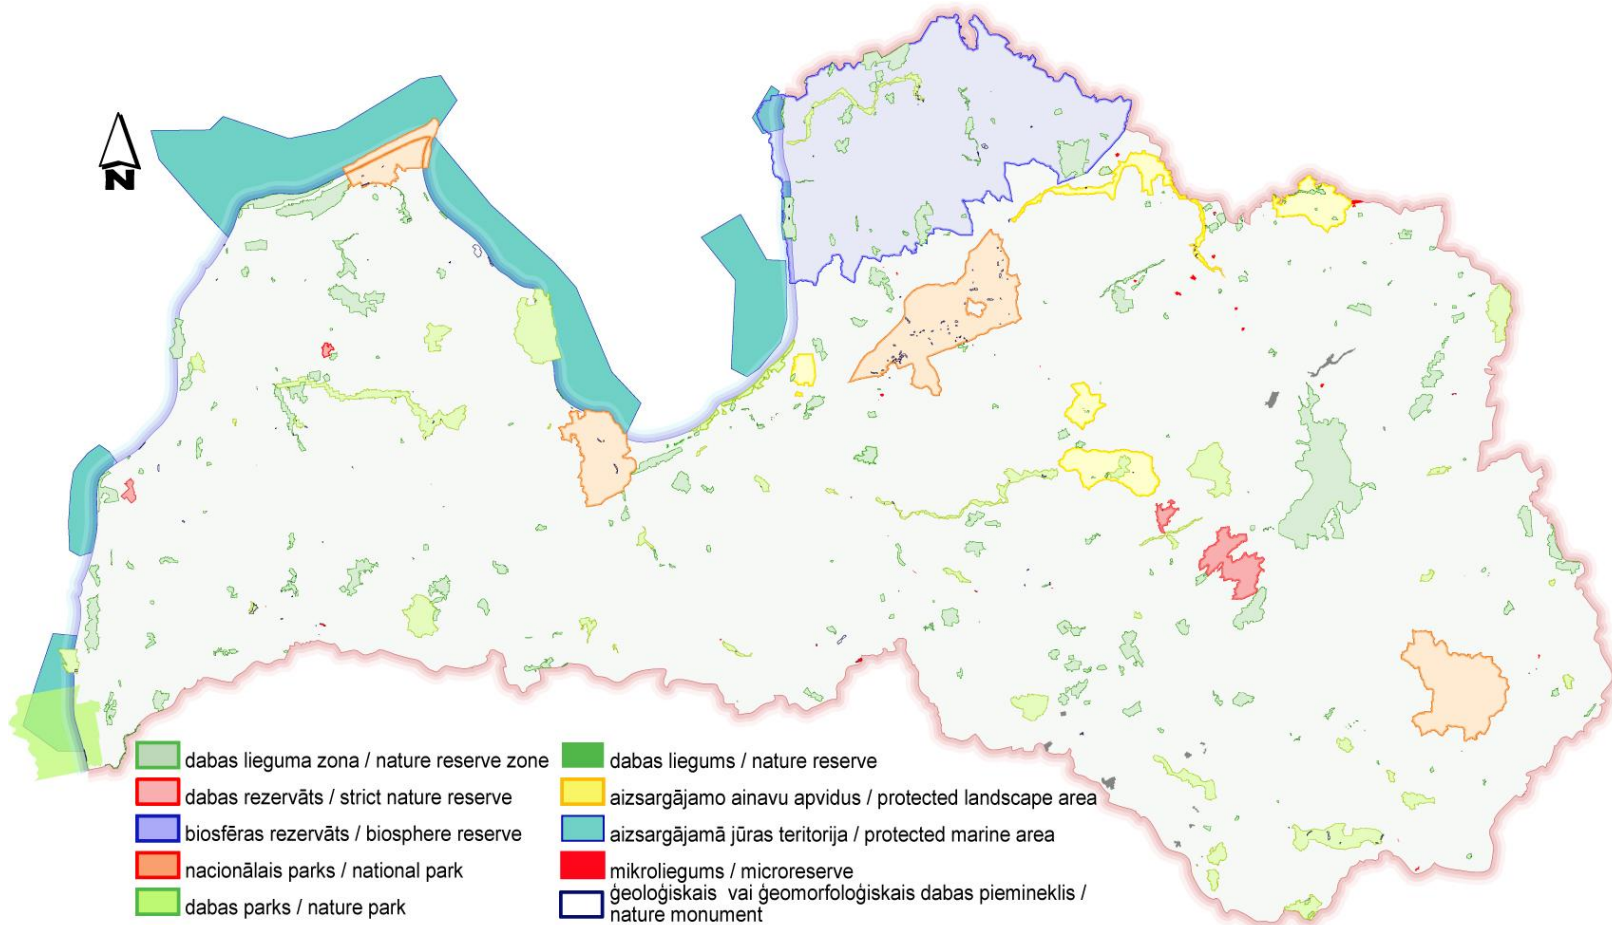 N
dabas lieguma zona / nature reserve zone
dabas rezervāts / strict nature reserve
biosfēras rezervāts / biosphere reserve
nacionālais parks / national park
dabas parks / nature park
dabas liegums / nature reserve
aizsargājamo ainavu apvidus / protected landscape area
aizsargājamā jūras teritorija / protected marine area
mikroliegums / microreserve
ģeoloģiskais vai ģeomorfoloģiskais dabas piemineklis /
nature monument